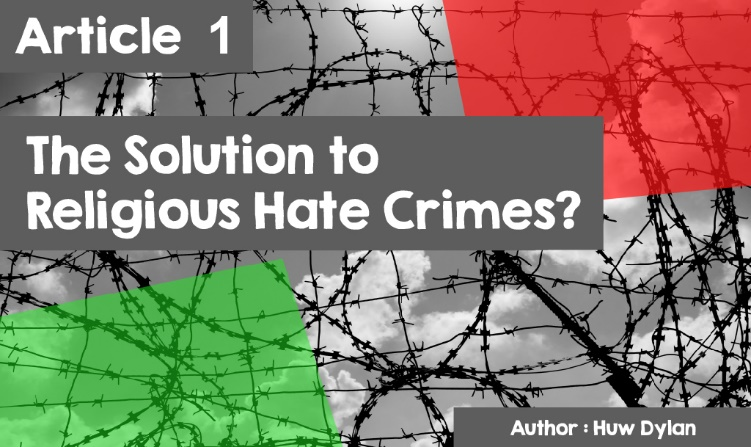 Article 1
The Solution to
Religious Hate Crimes?
Author : Huw Dylan